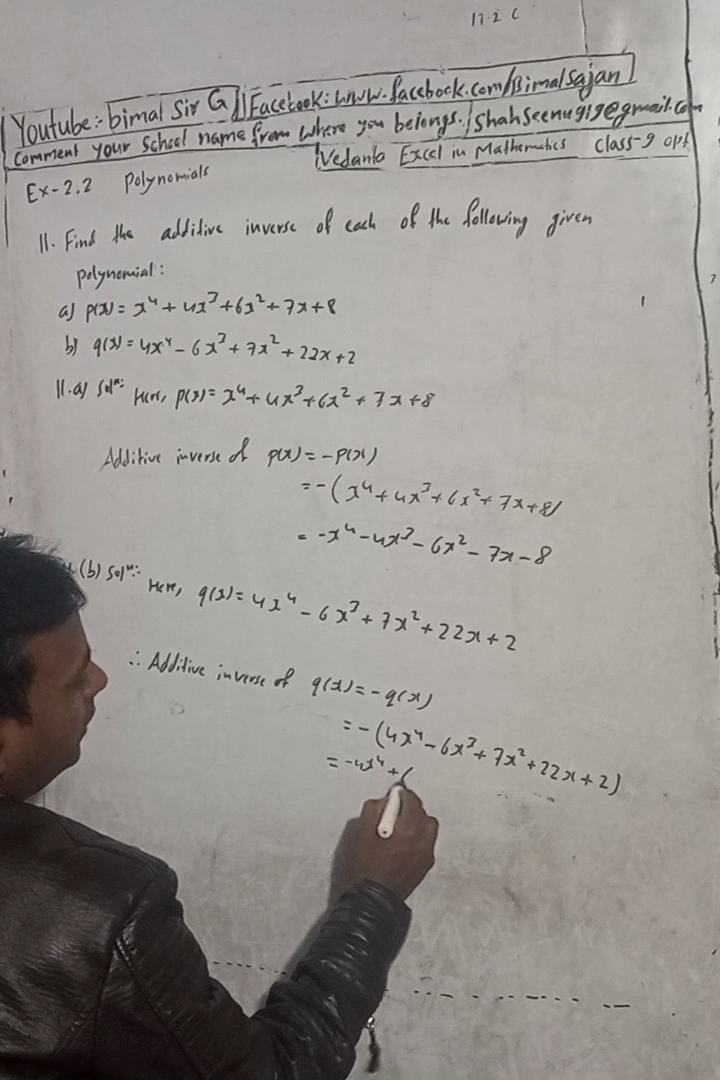 17.2 C
Youtube:- bimal Sir G || Facebook: www.facebook.com/Bimalsajan
Comment your School name from where you belongs. | Shahseenu919@gmail.com
Vedanta Excel in Mathematics Class-9 opt
Ex-2.2 Polynomials
11. Find the additive inverse of each of the following given
polynomial:
a) p(x) = x⁴ + 4x³ + 6x² + 7x + 8
b) q(x) = 4x⁴ - 6x³ + 7x² + 22x + 2
11.a) Solⁿ: Here, p(x) = x⁴ + 4x³ + 6x² + 7x + 8
Additive inverse of p(x) = -p(x)
= -(x⁴ + 4x³ + 6x² + 7x + 8)
= -x⁴ - 4x³ - 6x² - 7x - 8
(b) Solⁿ: Here, q(x) = 4x⁴ - 6x³ + 7x² + 22x + 2
∴ Additive inverse of q(x) = -q(x)
= -(4x⁴ - 6x³ + 7x² + 22x + 2)
= -4x⁴ + (